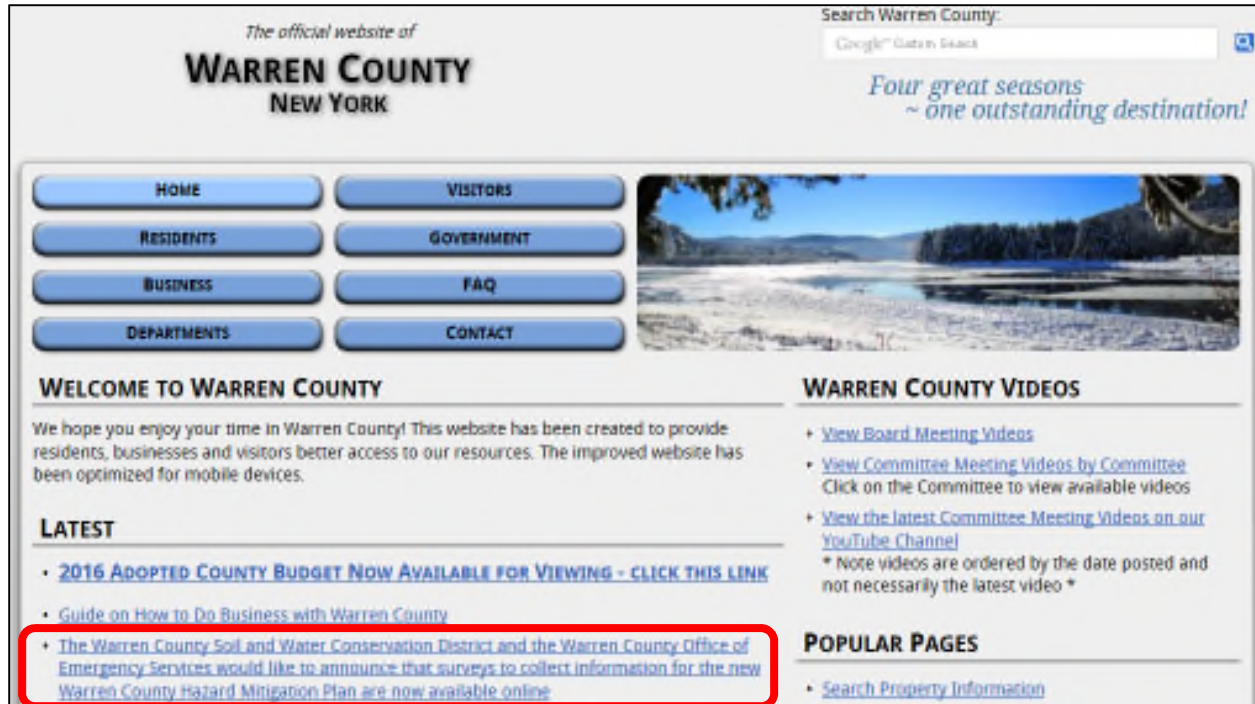 The official website of
WARREN COUNTY
NEW YORK
Search Warren County:
Google™ Custom Search
Four great seasons
~ one outstanding destination!
HOME
VISITORS
RESIDENTS
GOVERNMENT
BUSINESS
FAQ
DEPARTMENTS
CONTACT
WELCOME TO WARREN COUNTY
We hope you enjoy your time in Warren County! This website has been created to provide
residents, businesses and visitors better access to our resources. The improved website has
been optimized for mobile devices.
LATEST
• 2016 ADOPTED COUNTY BUDGET NOW AVAILABLE FOR VIEWING - CLICK THIS LINK
• Guide on How to Do Business with Warren County
• The Warren County Soil and Water Conservation District and the Warren County Office of
Emergency Services would like to announce that surveys to collect information for the new
Warren County Hazard Mitigation Plan are now available online
WARREN COUNTY VIDEOS
• View Board Meeting Videos
• View Committee Meeting Videos by Committee
Click on the Committee to view available videos
• View the latest Committee Meeting Videos on our
YouTube Channel
* Note videos are ordered by the date posted and
not necessarily the latest video *
POPULAR PAGES
• Search Property Information